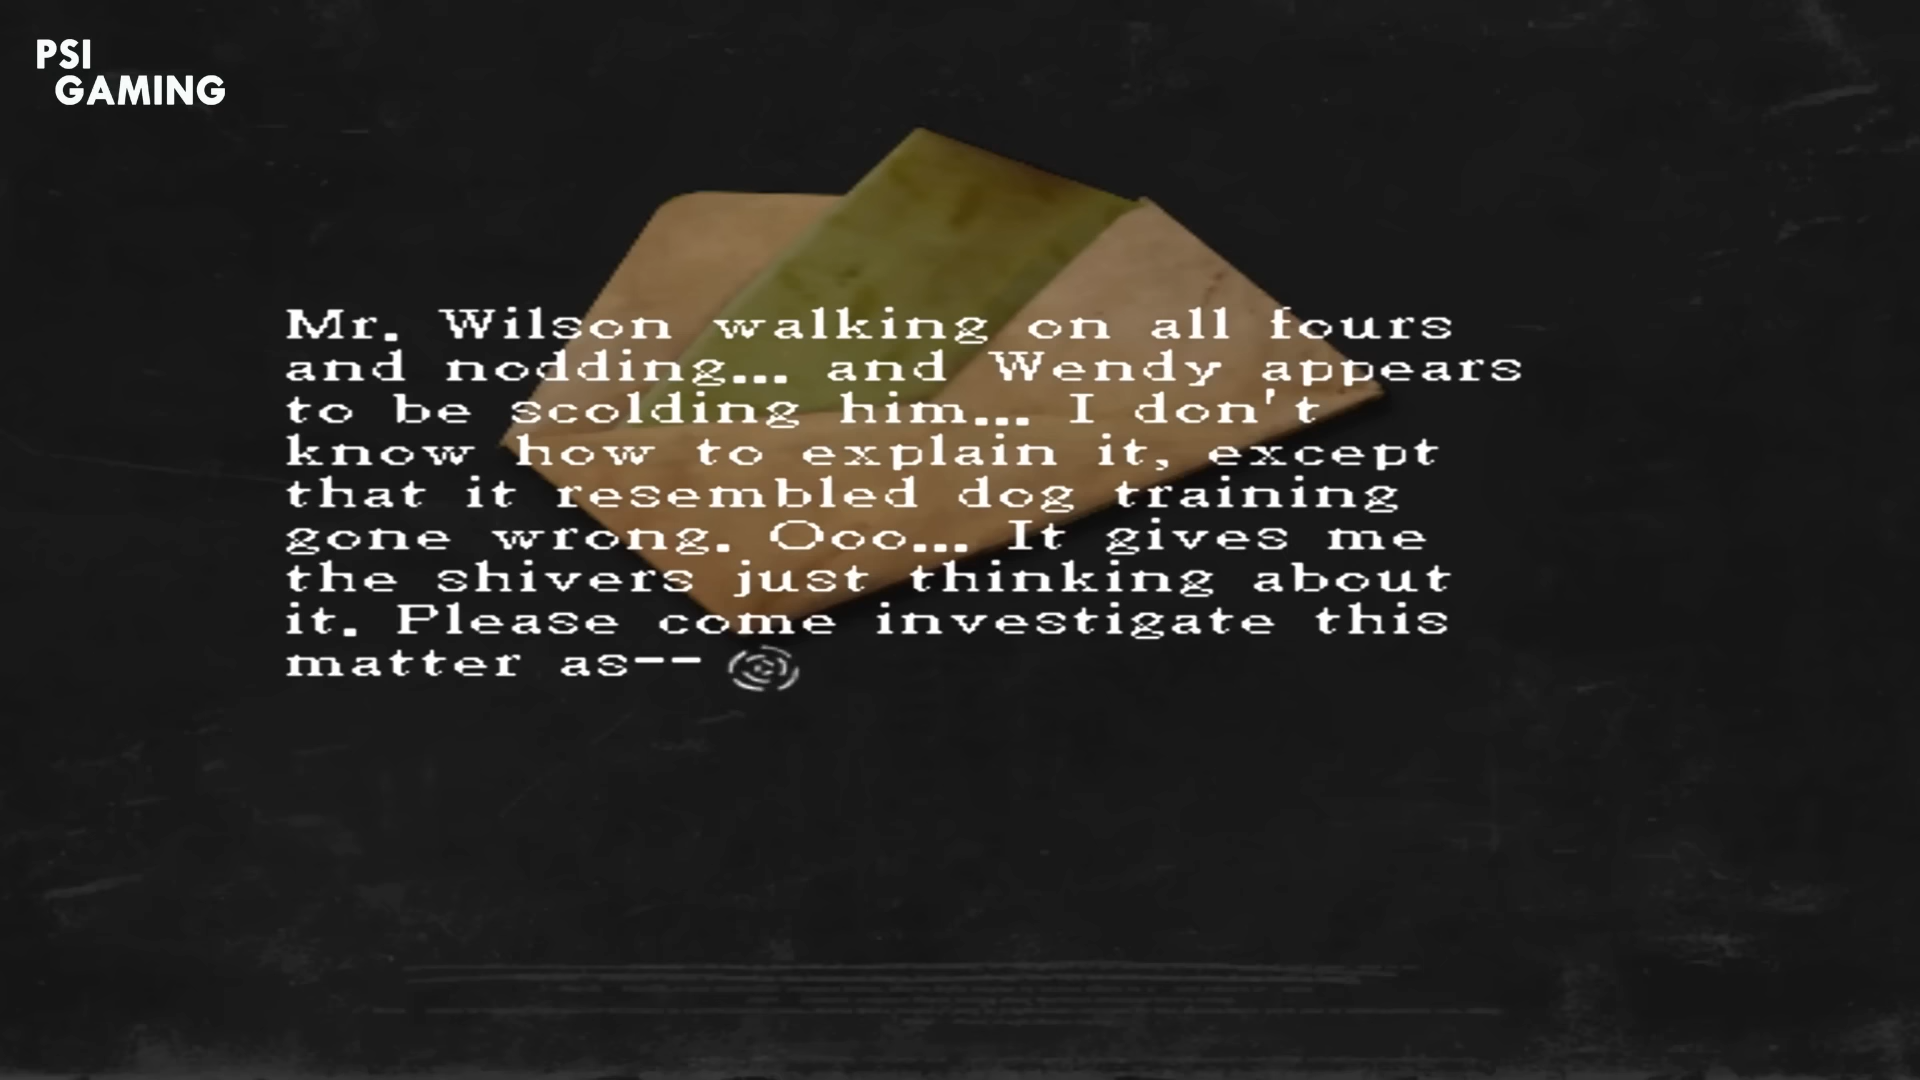 PSI
GAMING
Mr. Wilson walking on all fours
and nodding... and Wendy appears
to be scolding him... I don't
know how to explain it, except
that it resembled dog training
gone wrong. Ooo... It gives me
the shivers just thinking about
it. Please come investigate this
matter as--